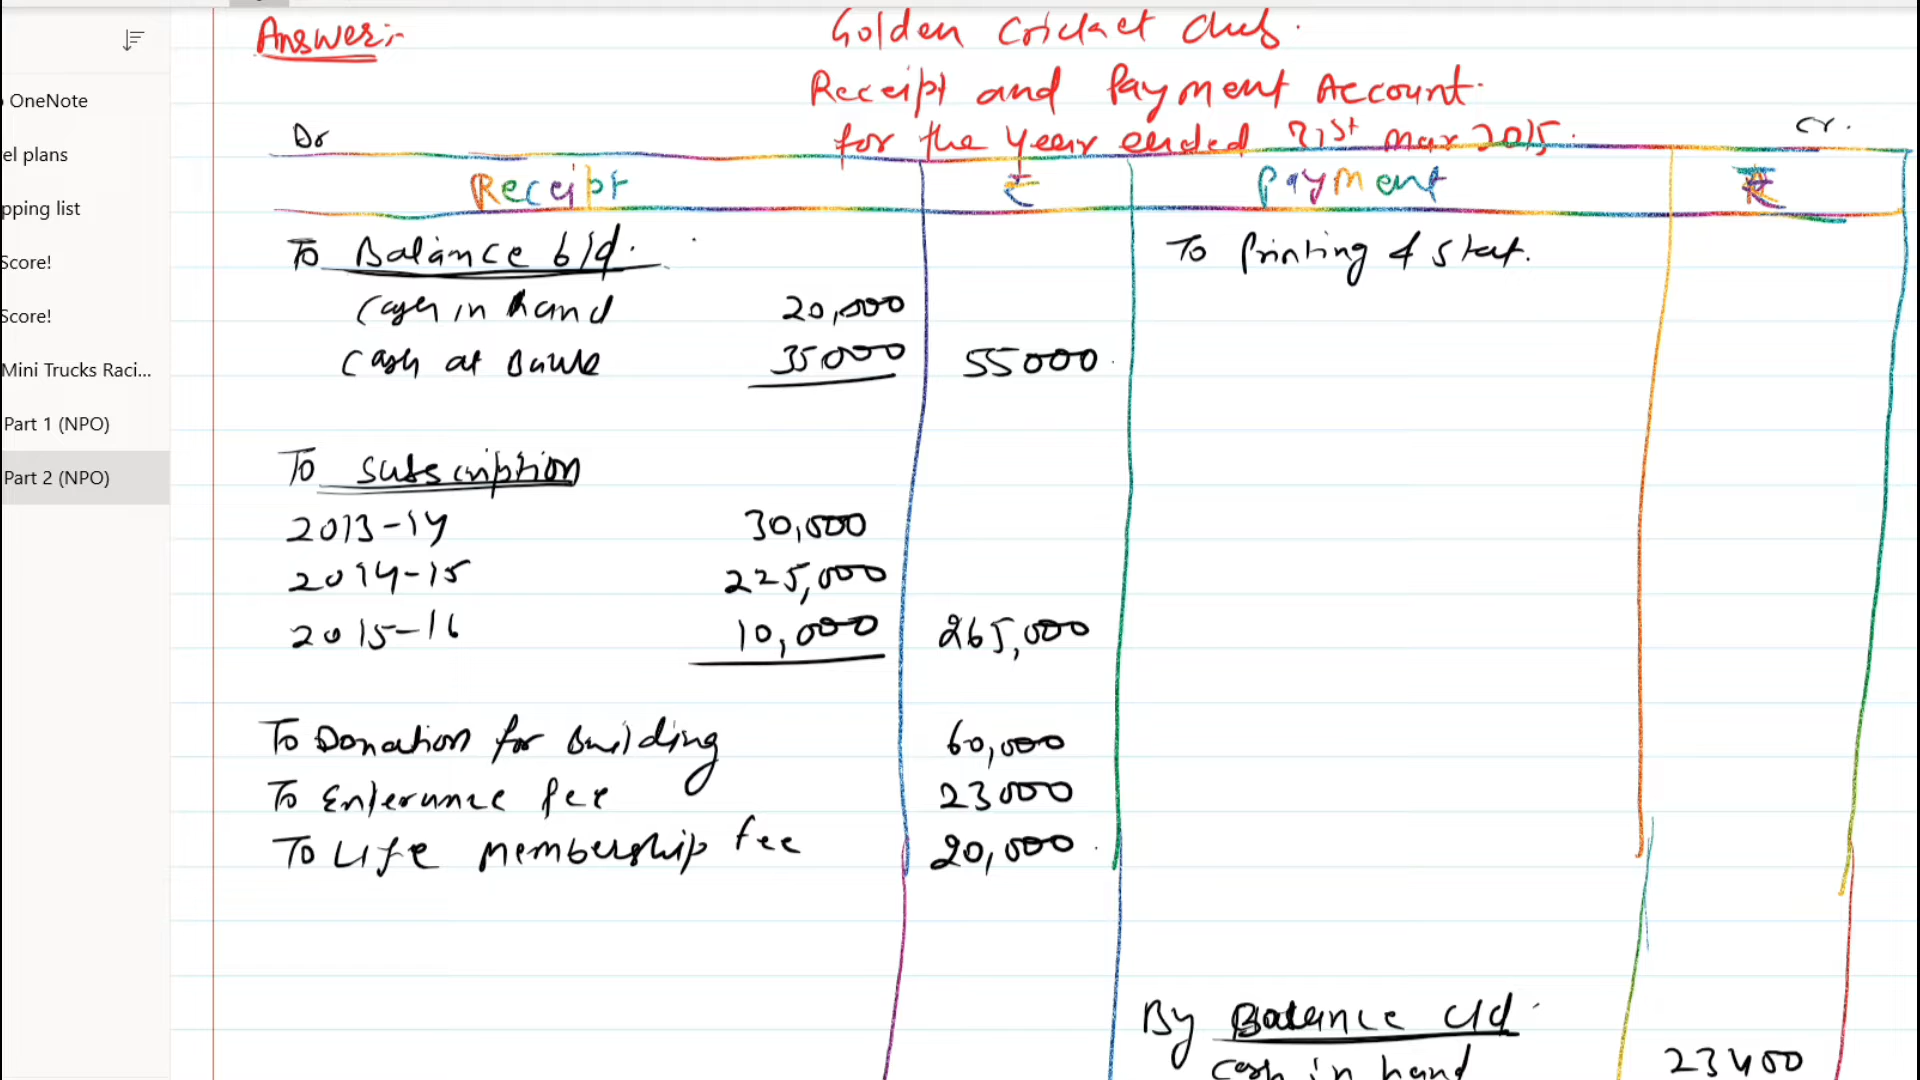 Answer:-
Golden Cricket Club.
Receipt and Payment Account.
for the Year ended 31st Mar 2015.
Dr
Cr.
Receipt ₹ Payment ₹
To Balance b/d.
To Printing & Stat.
Cash in hand 20,000
Cash at Bank 35000 55000
To Subscription
2013-14 30,000
2014-15 225,000
2015-16 10,000 265,000
To Donation for Building 60,000
To Enterance fee 23000
To Life Membership fee 20,000
By Balance c/d
Cash in hand 23400
OneNote
el plans
pping list
Score!
Score!
Mini Trucks Raci...
Part 1 (NPO)
Part 2 (NPO)